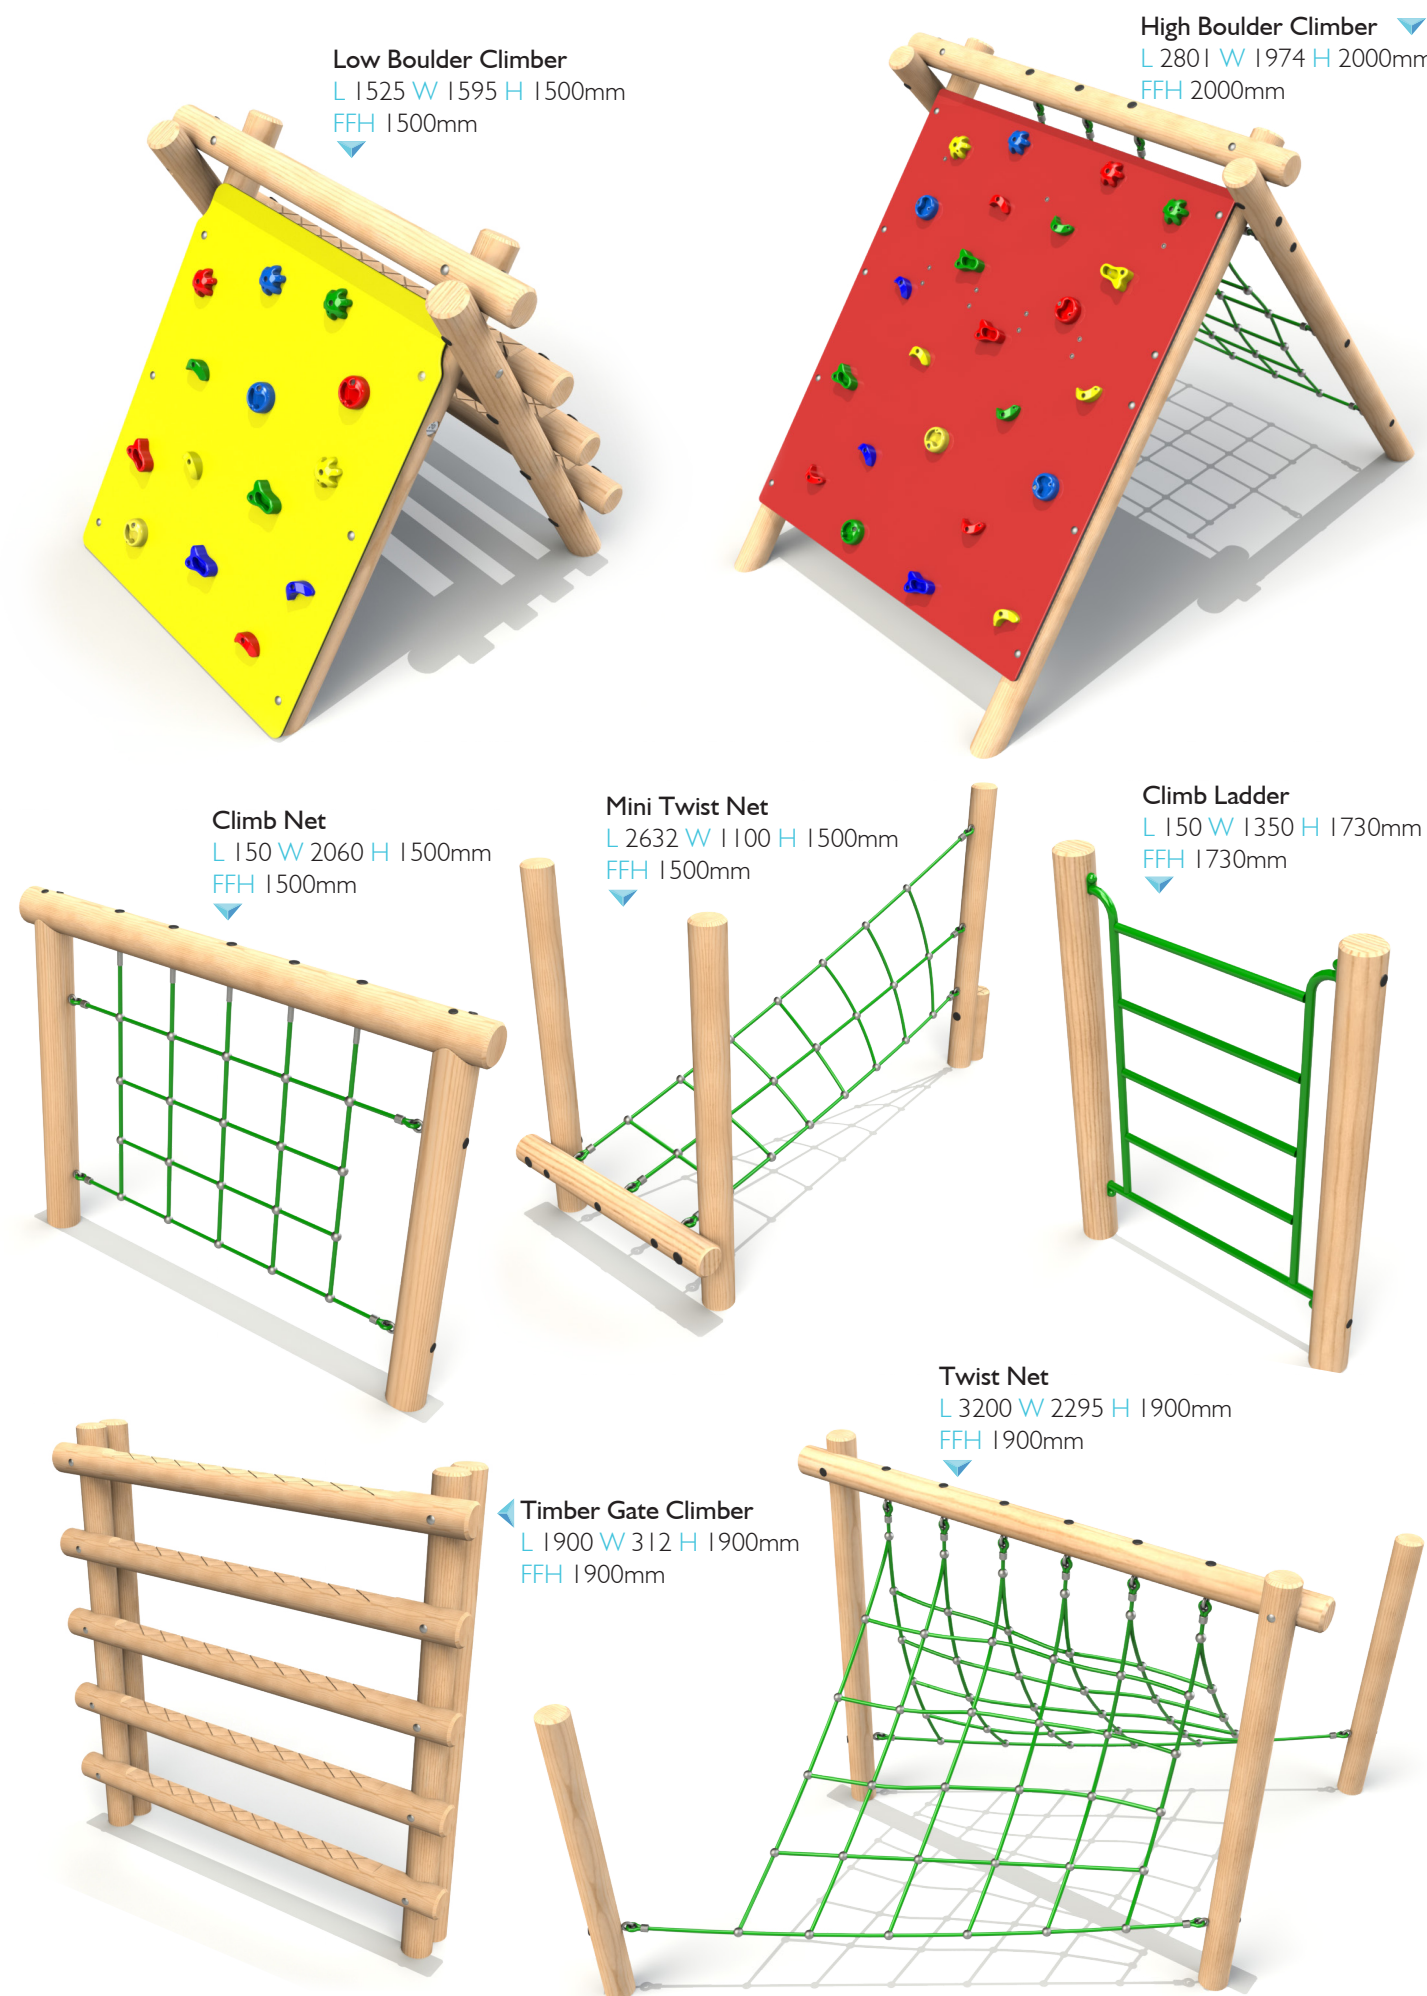 Low Boulder Climber
L 1525 W 1595 H 1500mm
FFH 1500mm
High Boulder Climber
L 2801 W 1974 H 2000mm
FFH 2000mm
Climb Net
L 150 W 2060 H 1500mm
FFH 1500mm
Mini Twist Net
L 2632 W 1100 H 1500mm
FFH 1500mm
Climb Ladder
L 150 W 1350 H 1730mm
FFH 1730mm
Twist Net
L 3200 W 2295 H 1900mm
FFH 1900mm
Timber Gate Climber
L 1900 W 312 H 1900mm
FFH 1900mm